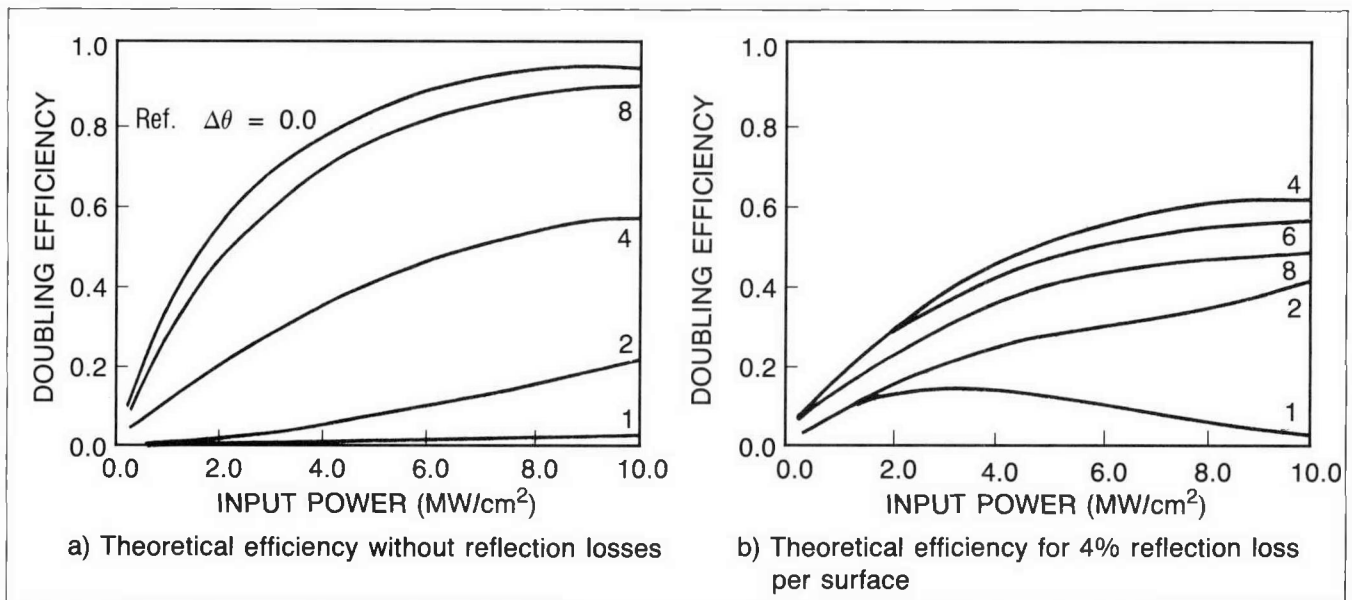 1.0
0.8
0.6
0.4
0.2
0.0
DOUBLING EFFICIENCY
Ref. Δθ = 0.0
8
4
2
1
0.0 2.0 4.0 6.0 8.0 10.0
INPUT POWER (MW/cm²)
a) Theoretical efficiency without reflection losses
1.0
0.8
0.6
0.4
0.2
0.0
DOUBLING EFFICIENCY
4
6
8
2
1
0.0 2.0 4.0 6.0 8.0 10.0
INPUT POWER (MW/cm²)
b) Theoretical efficiency for 4% reflection loss
per surface